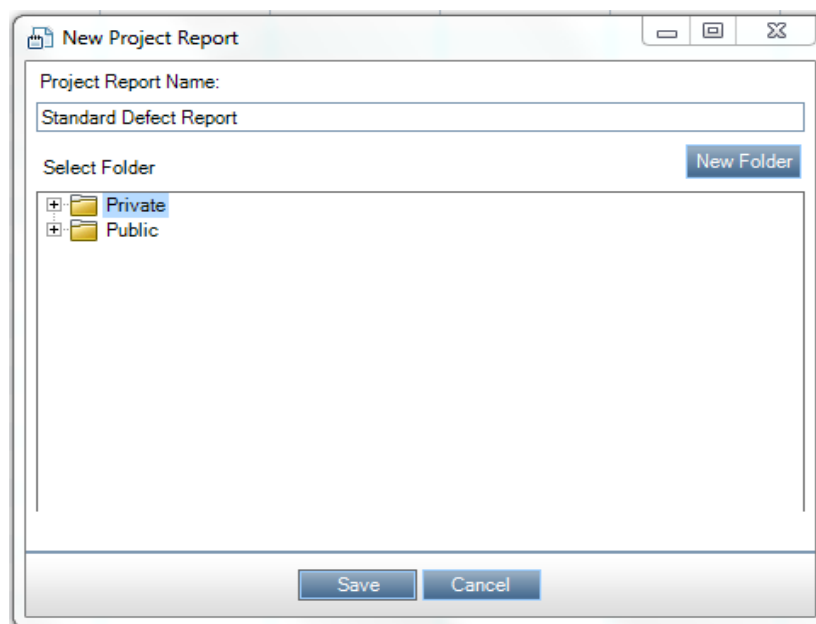 New Project Report
Project Report Name:
Standard Defect Report
New Folder
Select Folder
Private
Public
Save Cancel